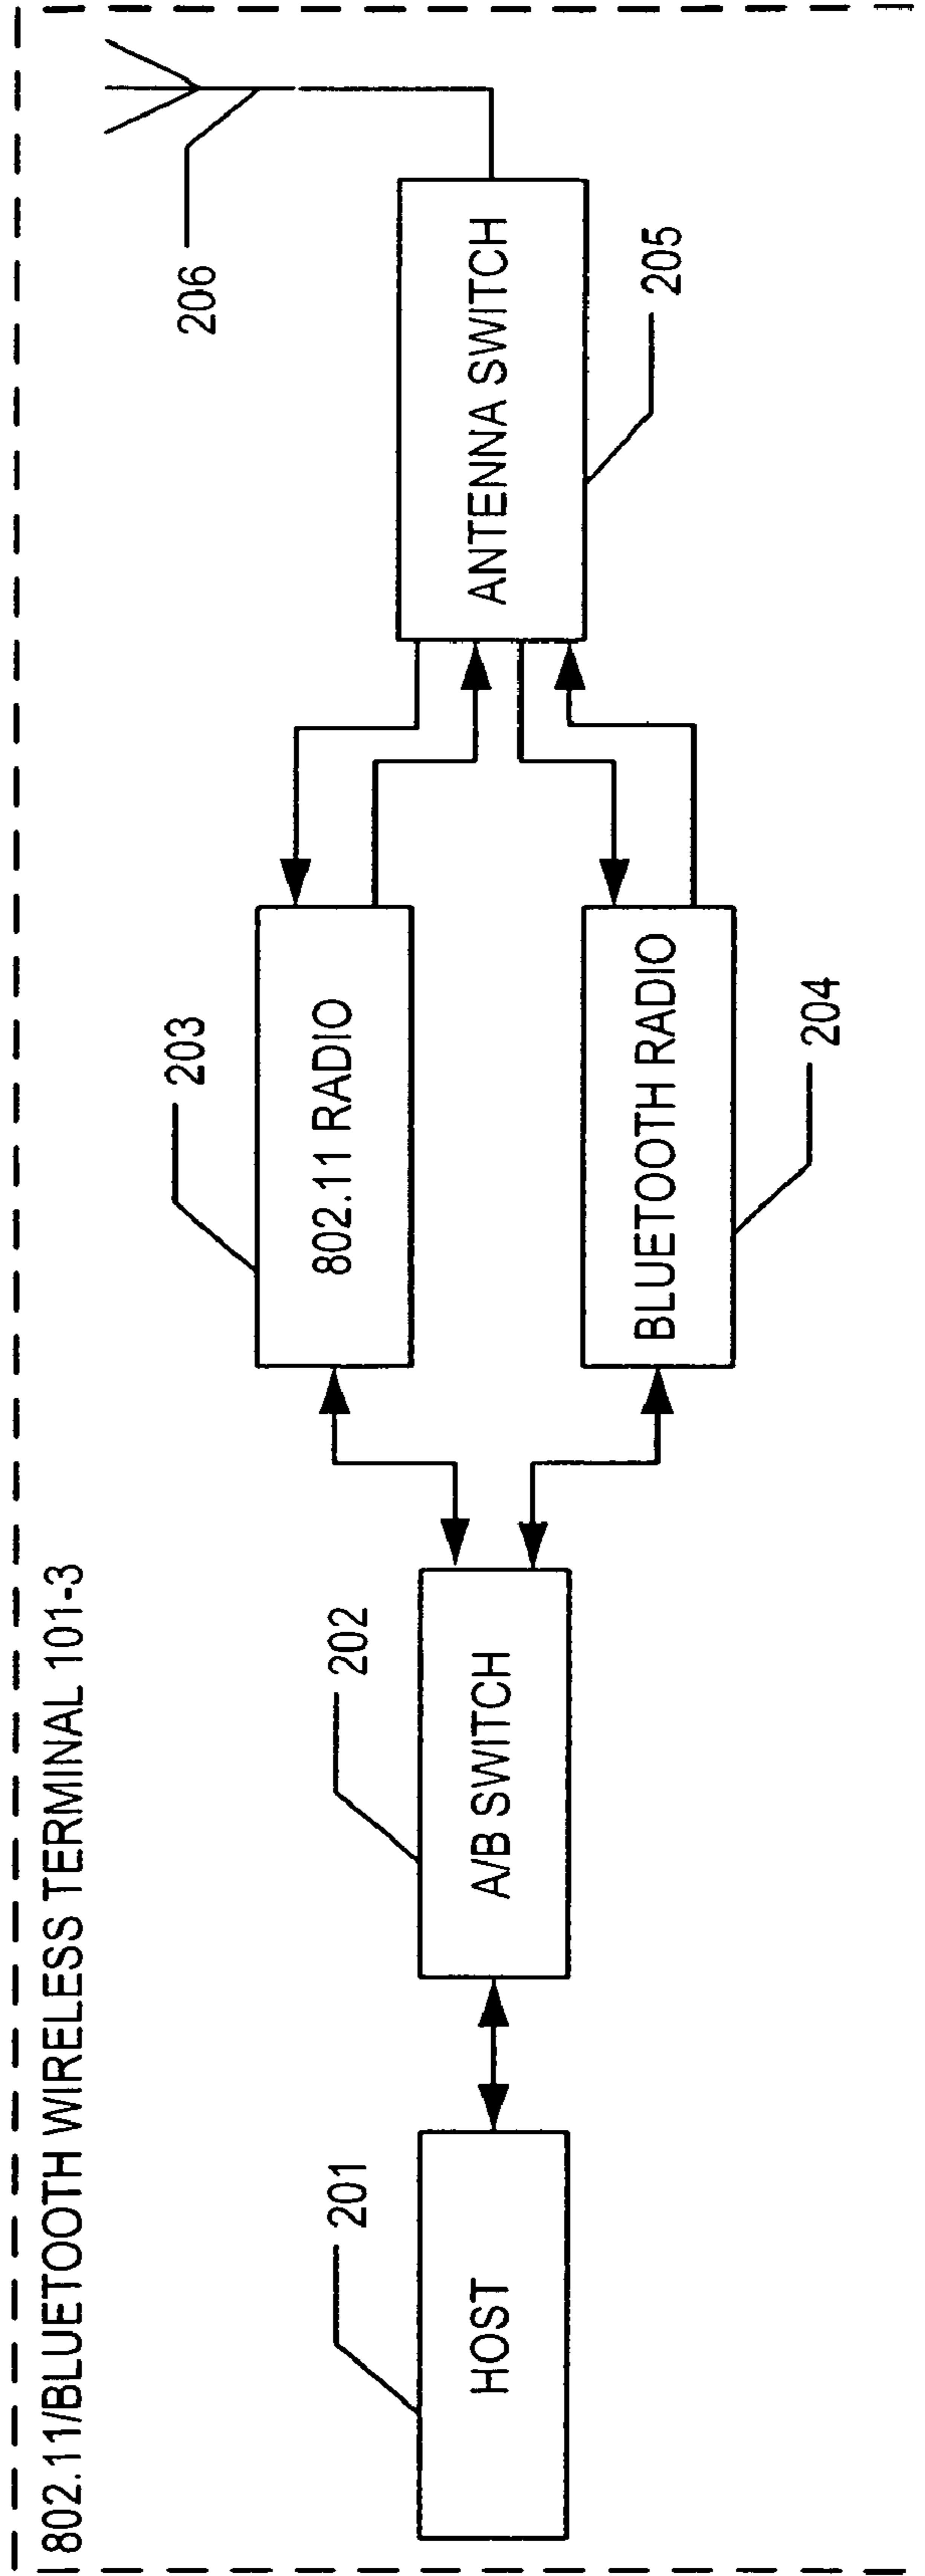 802.11/BLUETOOTH WIRELESS TERMINAL 101-3
201
HOST
202
A/B SWITCH
203
802.11 RADIO
BLUETOOTH RADIO
204
206
ANTENNA SWITCH
205